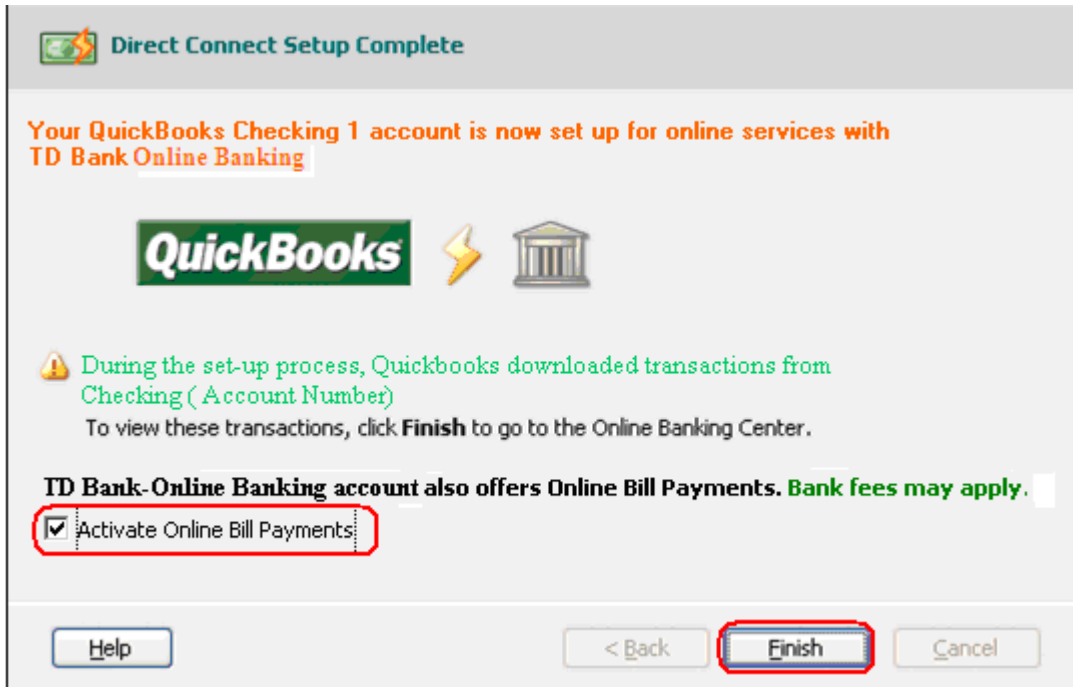 Direct Connect Setup Complete
Your QuickBooks Checking 1 account is now set up for online services with
TD Bank Online Banking
QuickBooks
During the set-up process, Quickbooks downloaded transactions from
Checking ( Account Number)
To view these transactions, click Finish to go to the Online Banking Center.
TD Bank-Online Banking account also offers Online Bill Payments. Bank fees may apply.
Activate Online Bill Payments
Help < Back Finish Cancel